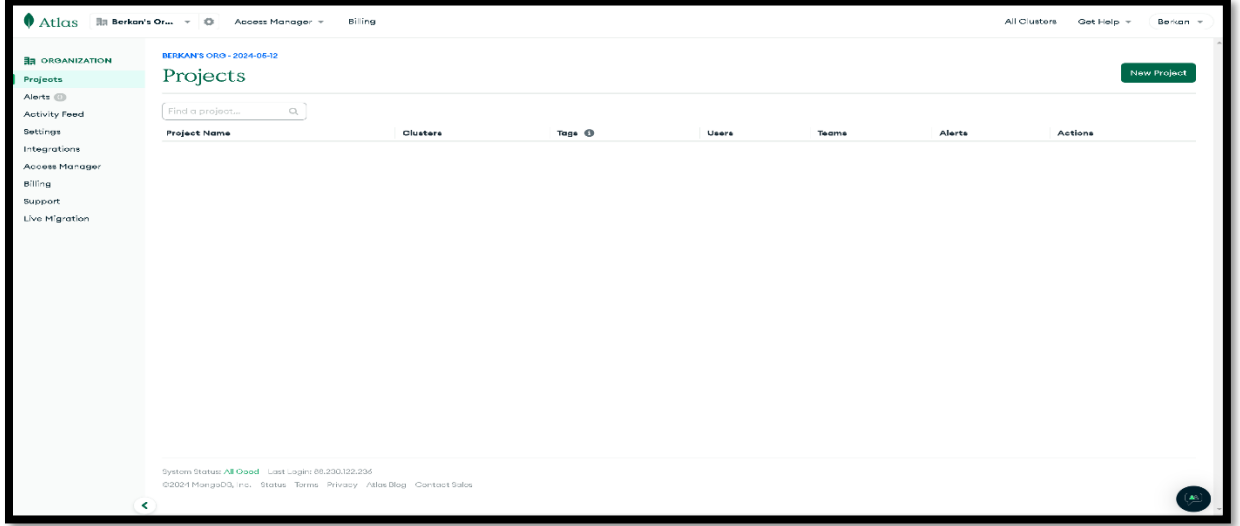 Atlas Berkan's Or... Access Manager Billing All Clusters Get Help Berkan
ORGANIZATION
Projects
Alerts 0
Activity Feed
Settings
Integrations
Access Manager
Billing
Support
Live Migration
BERKAN'S ORG - 2024-05-12
Projects
New Project
Find a project...
Project Name Clusters Tags Users Teams Alerts Actions
System Status: All Good Last Login: 88.230.122.236
©2024 MongoDB, Inc. Status Terms Privacy Atlas Blog Contact Sales